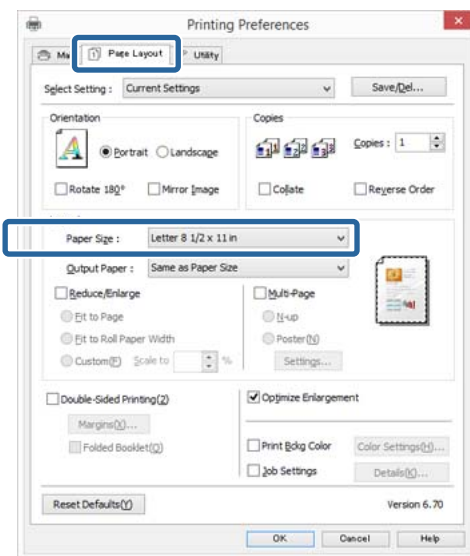 Printing Preferences
Page Layout Utility
Select Setting : Current Settings Save/Del...
Orientation Copies
Portrait Landscape Copies : 1
Rotate 180° Mirror Image Collate Reverse Order
Paper Size : Letter 8 1/2 x 11 in
Output Paper : Same as Paper Size
Reduce/Enlarge Multi-Page
Fit to Page N-up
Fit to Roll Paper Width Poster(N)
Custom(F) Scale to % Settings...
Double-Sided Printing(2) Optimize Enlargement
Margins(X)...
Folded Booklet(Q) Print Bckg Color Color Settings(H)...
Job Settings Details(K)...
Reset Defaults(Y) Version 6.70
OK Cancel Help